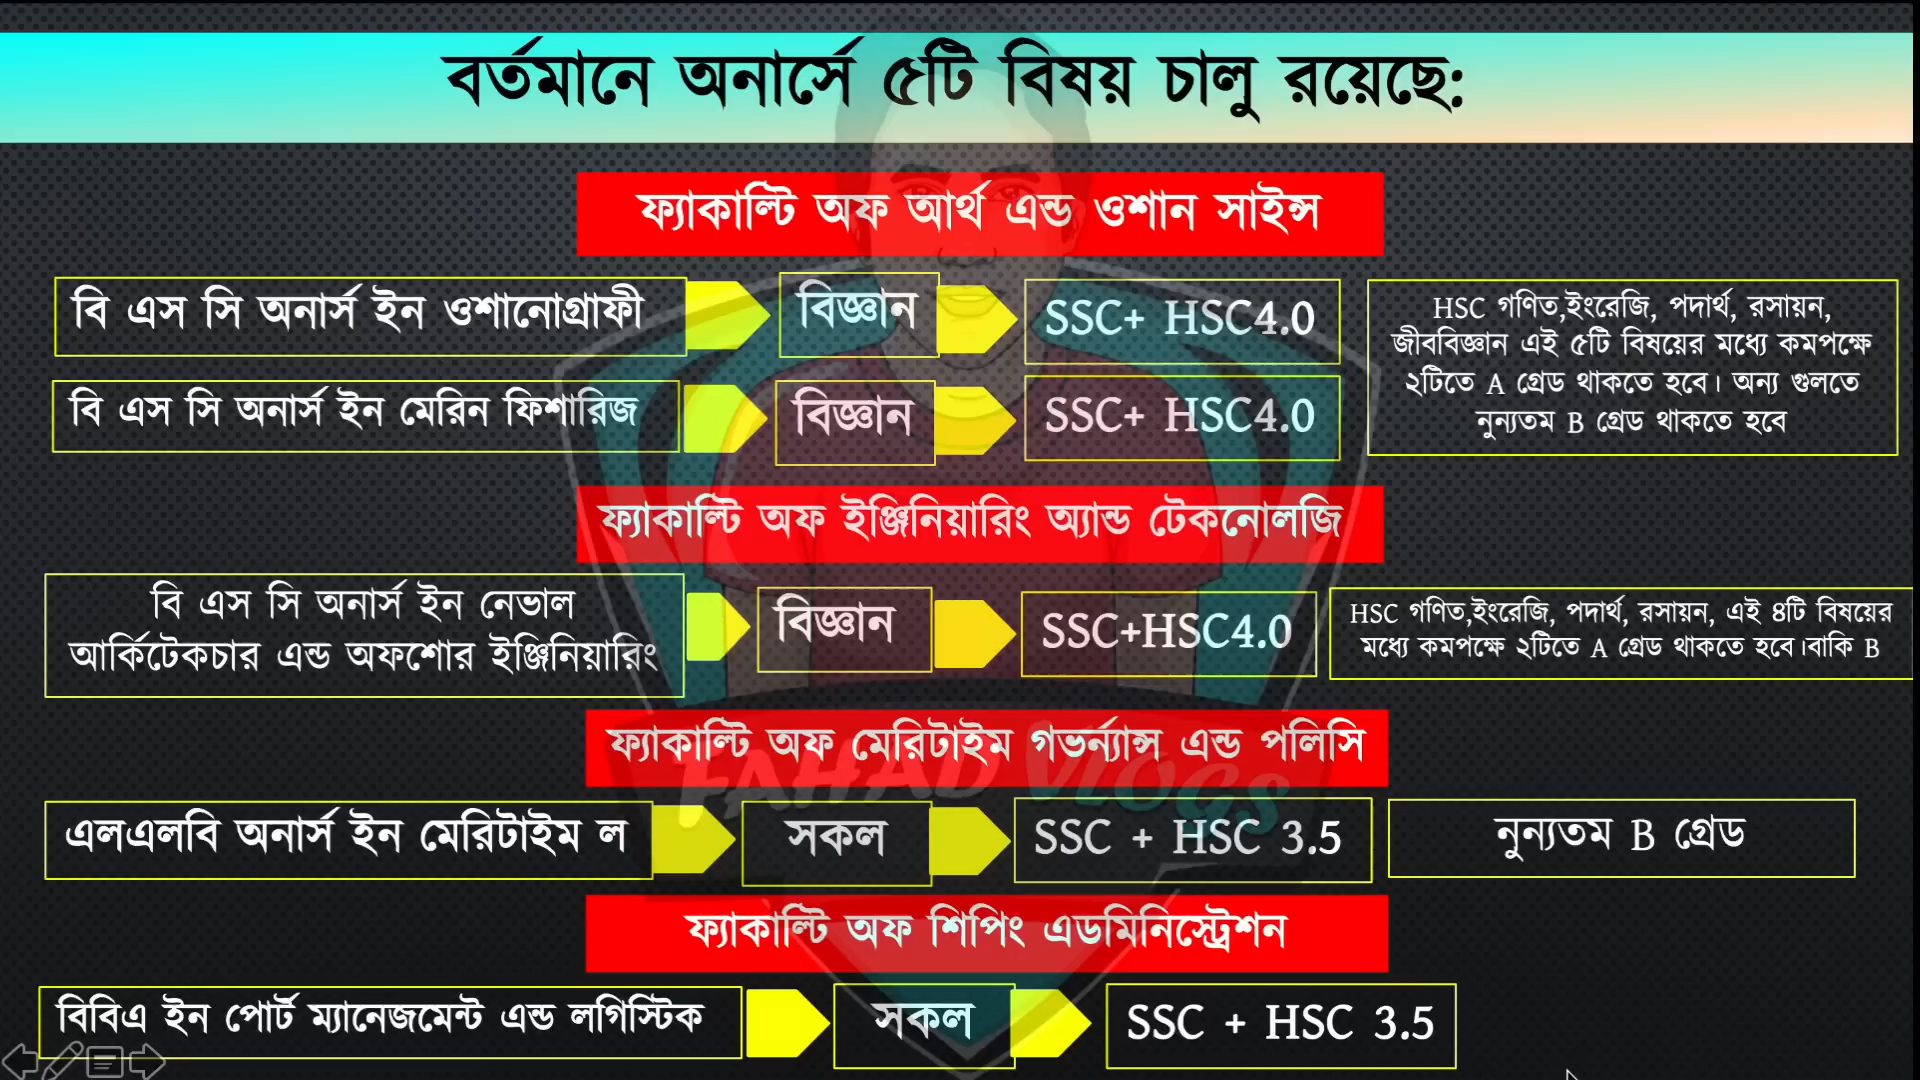 বর্তমানে অনার্সে ৫টি বিষয় চালু রয়েছে:
ফ্যাকাল্টি অফ আর্থ এন্ড ওশান সাইন্স
বি এস সি অনার্স ইন ওশানোগ্রাফী
বিজ্ঞান
SSC+ HSC4.0
HSC গণিত,ইংরেজি, পদার্থ, রসায়ন,
জীববিজ্ঞান এই ৫টি বিষয়ের মধ্যে কমপক্ষে
২টিতে A গ্রেড থাকতে হবে। অন্য গুলতে
নুন্যতম B গ্রেড থাকতে হবে
বি এস সি অনার্স ইন মেরিন ফিশারিজ
বিজ্ঞান
SSC+ HSC4.0
ফ্যাকাল্টি অফ ইঞ্জিনিয়ারিং অ্যান্ড টেকনোলজি
বি এস সি অনার্স ইন নেভাল
আর্কিটেকচার এন্ড অফশোর ইঞ্জিনিয়ারিং
বিজ্ঞান
SSC+HSC4.0
HSC গণিত,ইংরেজি, পদার্থ, রসায়ন, এই ৪টি বিষয়ের
মধ্যে কমপক্ষে ২টিতে A গ্রেড থাকতে হবে।বাকি B
ফ্যাকাল্টি অফ মেরিটাইম গভর্ন্যান্স এন্ড পলিসি
FAHAD VLOGS
এলএলবি অনার্স ইন মেরিটাইম ল
সকল
SSC + HSC 3.5
নুন্যতম B গ্রেড
ফ্যাকাল্টি অফ শিপিং এডমিনিস্ট্রেশন
বিবিএ ইন পোর্ট ম্যানেজমেন্ট এন্ড লগিস্টিক
সকল
SSC + HSC 3.5